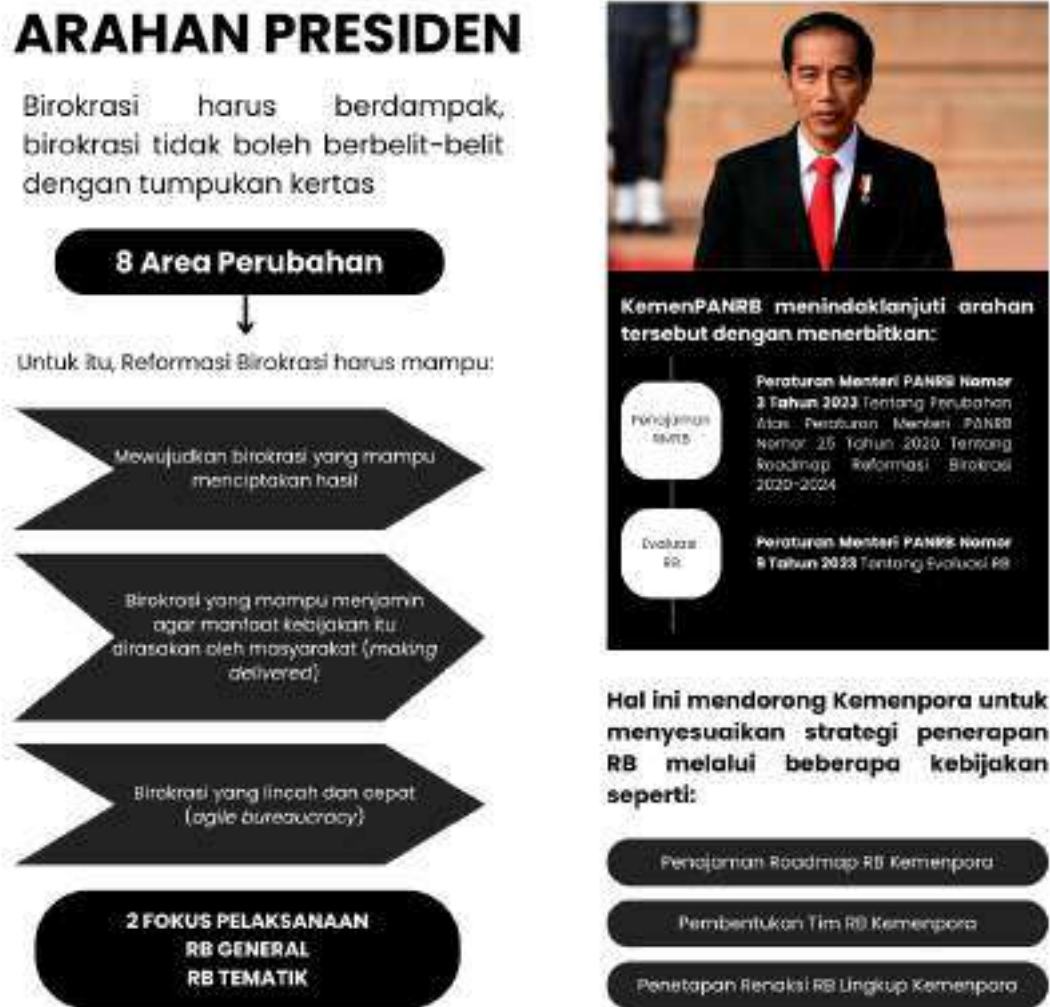 ARAHAN PRESIDEN
Birokrasi harus berdampak,
birokrasi tidak boleh berbelit-belit
dengan tumpukan kertas
8 Area Perubahan
Untuk itu, Reformasi Birokrasi harus mampu:
Mewujudkan birokrasi yang mampu
menciptakan hasil
Birokrasi yang mampu menjamin
agar manfaat kebijakan itu
dirasakan oleh masyarakat (making
delivered)
Birokrasi yang lincah dan cepat
(agile bureaucracy)
2 FOKUS PELAKSANAAN
RB GENERAL
RB TEMATIK
KemenPANRB menindaklanjuti arahan
tersebut dengan menerbitkan:
Penajaman
RMRB
Peraturan Menteri PANRB Nomor
3 Tahun 2023 Tentang Perubahan
Atas Peraturan Menteri PANRB
Nomor 25 Tahun 2020 Tentang
Roadmap Reformasi Birokrasi
2020-2024
Evaluasi
RB
Peraturan Menteri PANRB Nomor
9 Tahun 2023 Tentang Evaluasi RB
Hal ini mendorong Kemenpora untuk
menyesuaikan strategi penerapan
RB melalui beberapa kebijakan
seperti:
Penajaman Roadmap RB Kemenpora
Pembentukan Tim RB Kemenpora
Penetapan Renaksi RB Lingkup Kemenpora